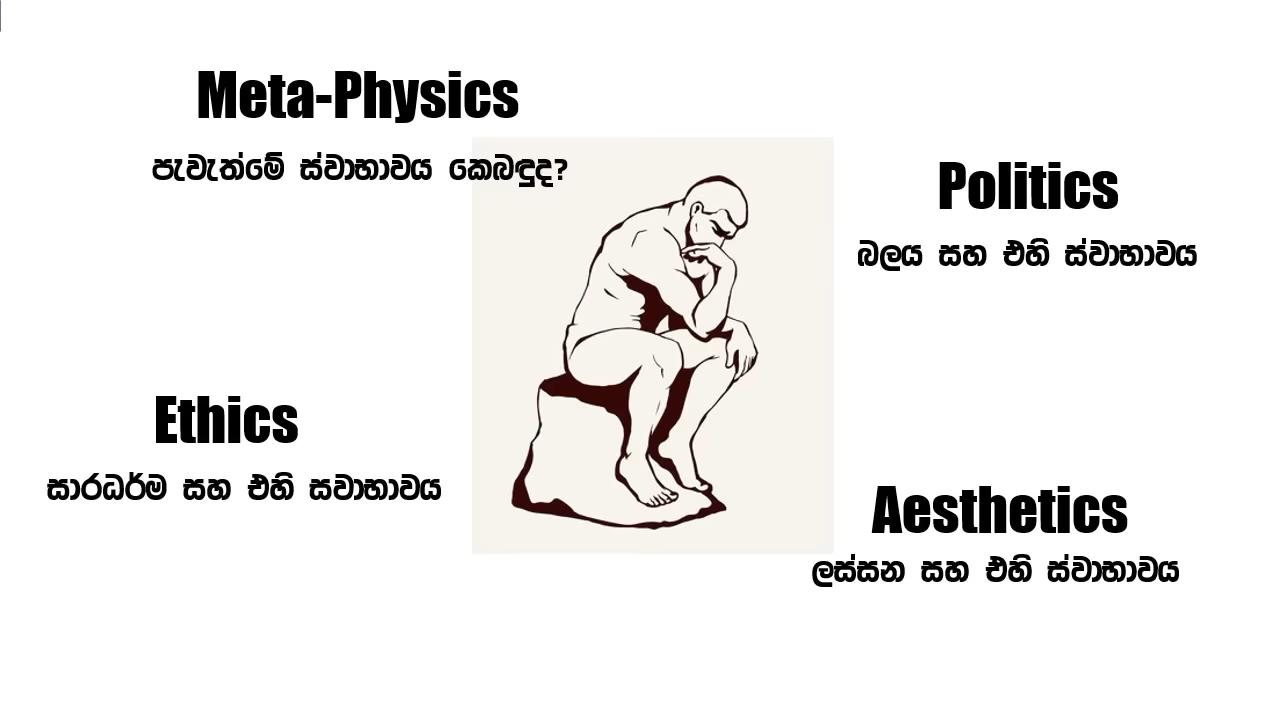 Meta-Physics
පැවැත්මේ ස්වාභාවය කෙබඳුද?
Politics
බලය සහ එහි ස්වාභාවය
Ethics
සාරධර්ම සහ එහි සවාභාවය
Aesthetics
ලස්සන සහ එහි ස්වාභාවය